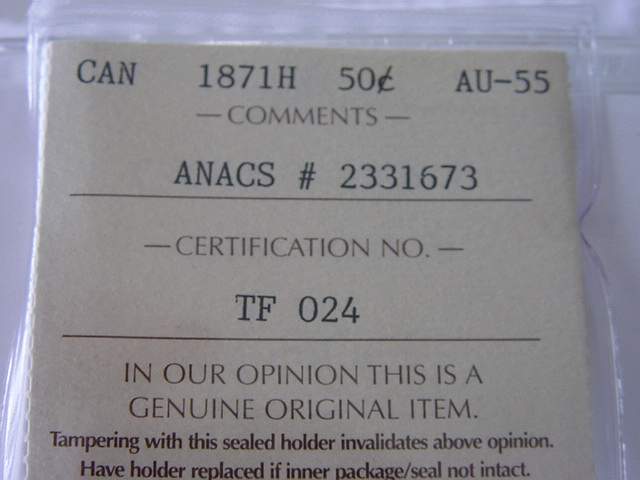 CAN 1871H 50¢ AU-55
— COMMENTS —
ANACS # 2331673
— CERTIFICATION NO. —
TF 024
IN OUR OPINION THIS IS A
GENUINE ORIGINAL ITEM.
Tampering with this sealed holder invalidates above opinion.
Have holder replaced if inner package/seal not intact.